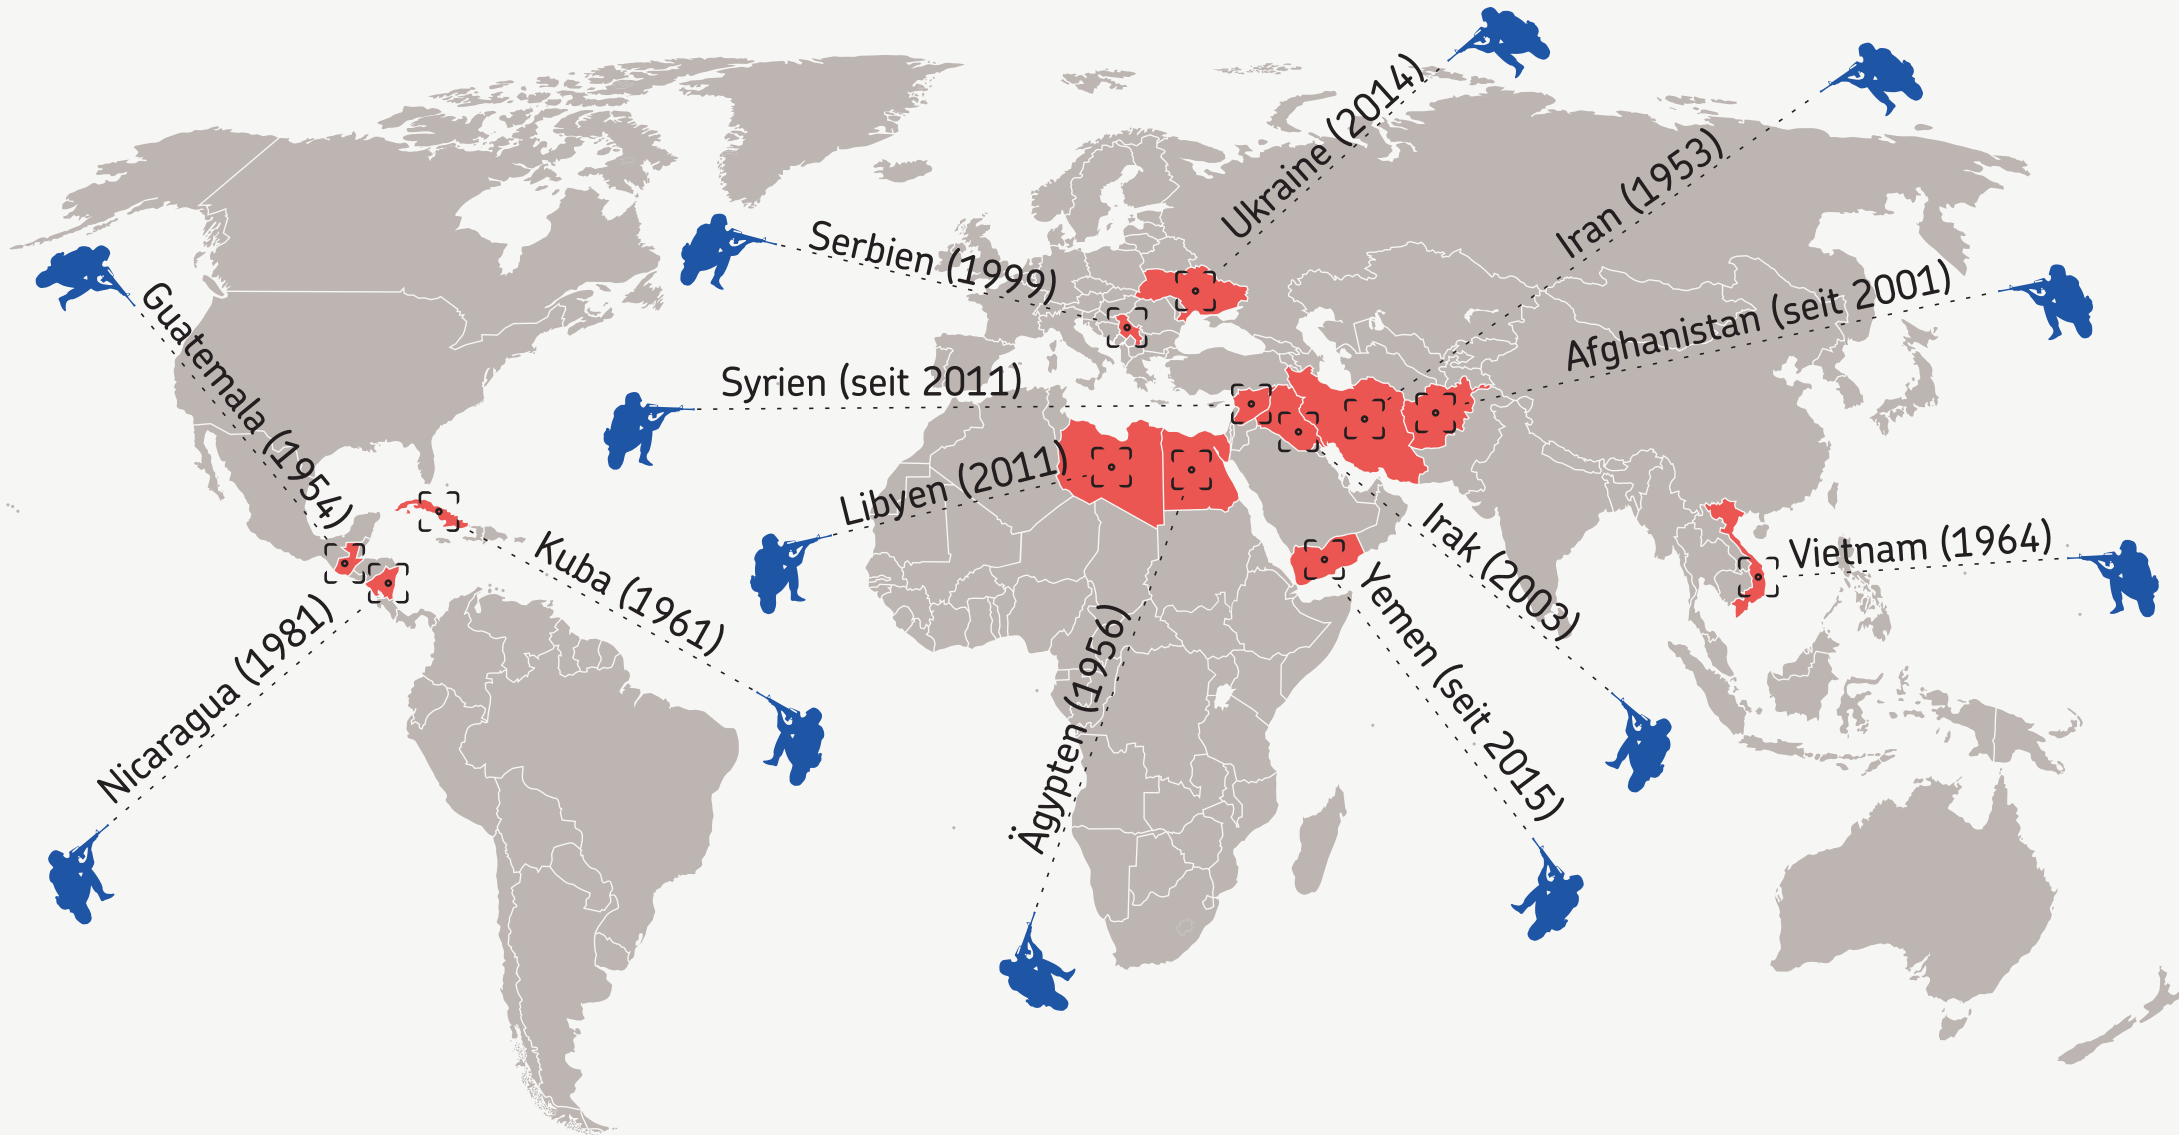 Ukraine (2014)
Iran (1953)
Serbien (1999)
Afghanistan (seit 2001)
Guatemala (1954)
Syrien (seit 2011)
Libyen (2011)
Kuba (1961)
Irak (2003)
Vietnam (1964)
Nicaragua (1981)
Ägypten (1956)
Yemen (seit 2015)